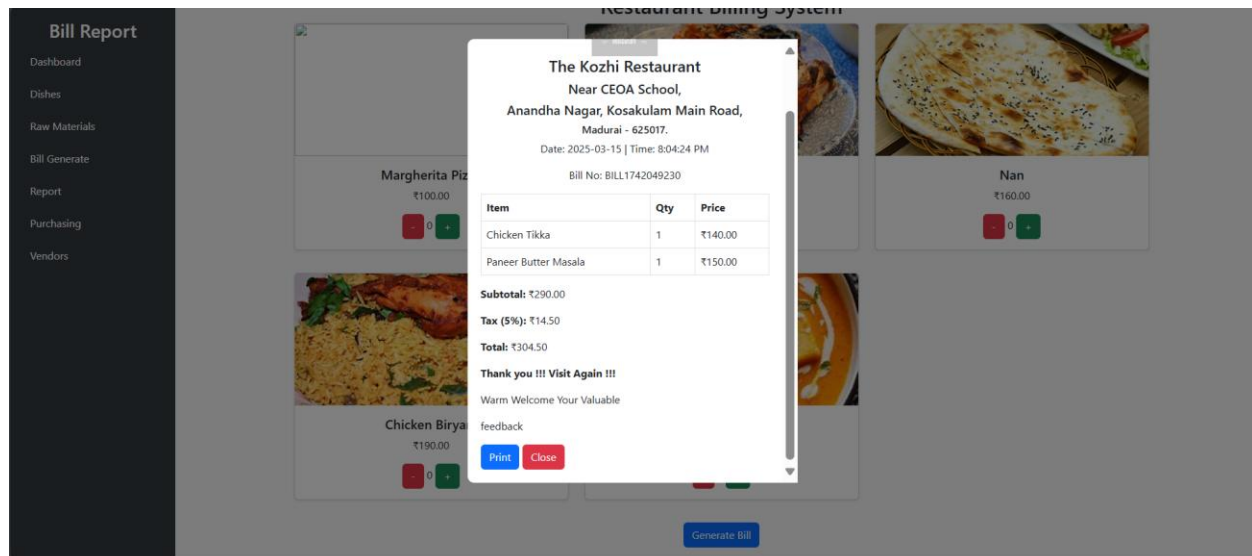 Bill Report
Dashboard
Dishes
Raw Materials
Bill Generate
Report
Purchasing
Vendors
Restaurant Billing System
Margherita Piz
₹100.00
- 0 +
Nan
₹160.00
- 0 +
Chicken Birya
₹190.00
- 0 +
Generate Bill
The Kozhi Restaurant
Near CEOA School,
Anandha Nagar, Kosakulam Main Road,
Madurai - 625017.
Date: 2025-03-15 | Time: 8:04:24 PM
Bill No: BILL1742049230
Item Qty Price
Chicken Tikka 1 ₹140.00
Paneer Butter Masala 1 ₹150.00
Subtotal: ₹290.00
Tax (5%): ₹14.50
Total: ₹304.50
Thank you !!! Visit Again !!!
Warm Welcome Your Valuable
feedback
Print Close